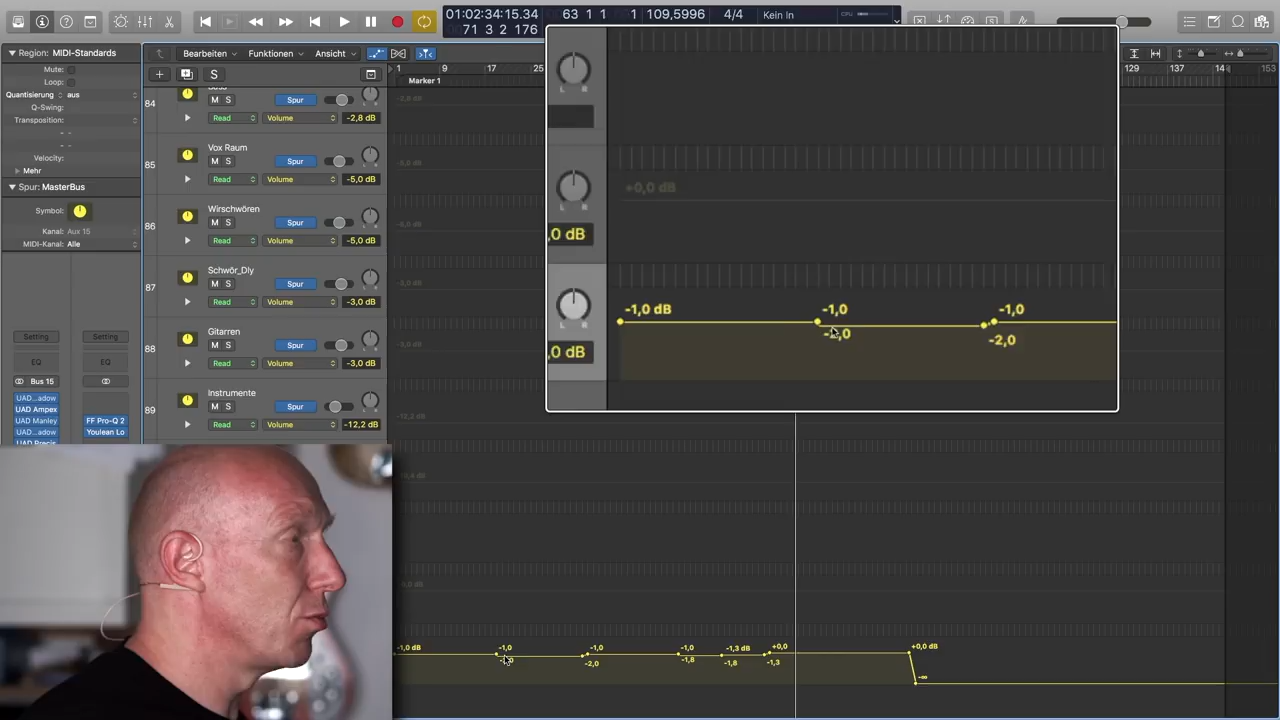 01:02:34:15.34
63 1 1 1
71 3 2 176
109,5996
4/4
Kein In
CPU
Region: MIDI-Standards
Mute:
Loop:
Quantisierung aus
Q-Swing:
Transposition:
Velocity:
Mehr
Spur: MasterBus
Symbol:
Kanal: Aux 15
MIDI-Kanal: Alle
Setting Setting
EQ EQ
Bus 15
UAD...adow
UAD Ampex
UAD Manley FF Pro-Q 2
UAD...adow Youlean Lo
UAD Precis
Bearbeiten Funktionen Ansicht
S
1 9 17 25 129 137 153
Marker 1
84
M S Spur
Read Volume -2,8 dB
85 Vox Raum
M S Spur
Read Volume -5,0 dB
86 Wirschwören
M S Spur
Read Volume -5,0 dB
87 Schwör_Dly
M S Spur
Read Volume -3,0 dB
88 Gitarren
M S Spur
Read Volume -3,0 dB
89 Instrumente
M S Spur
Read Volume -12,2 dB
L R
L R
+0,0 dB
,0 dB
-1,0 dB -1,0 -1,0
-2,0
L R
,0 dB
-1,0 dB -1,0 -1,0 -1,0 -1,3 dB +0,0 +0,0 dB
-2,0 -1,8 -1,8 -1,3 -∞